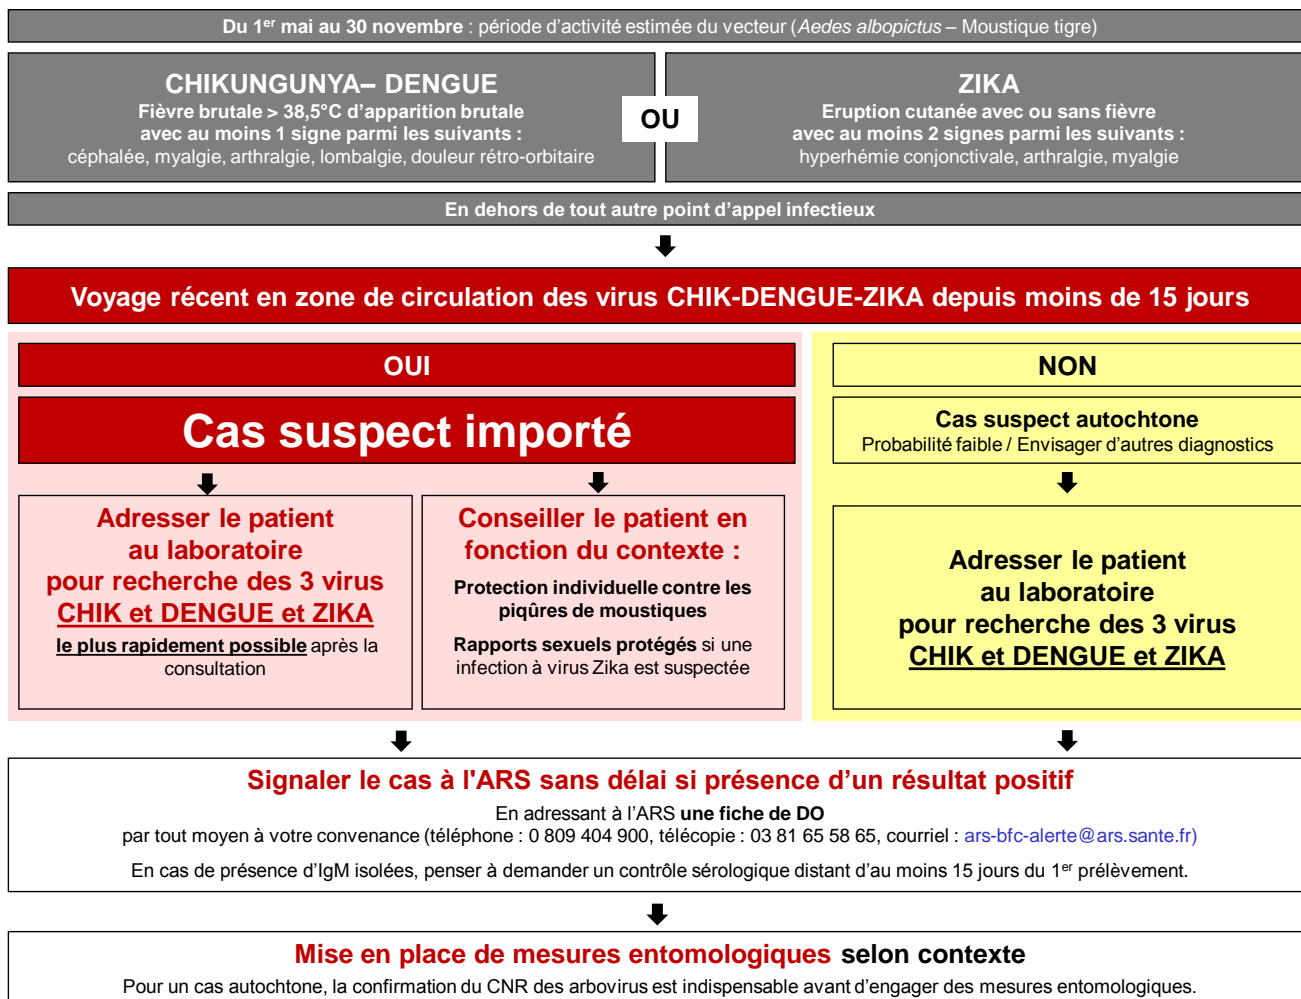 Du 1er mai au 30 novembre : période d'activité estimée du vecteur (Aedes albopictus – Moustique tigre)
CHIKUNGUNYA– DENGUE
Fièvre brutale > 38,5°C d'apparition brutale
avec au moins 1 signe parmi les suivants :
céphalée, myalgie, arthralgie, lombalgie, douleur rétro-orbitaire
OU
ZIKA
Eruption cutanée avec ou sans fièvre
avec au moins 2 signes parmi les suivants :
hyperhémie conjonctivale, arthralgie, myalgie
En dehors de tout autre point d'appel infectieux
Voyage récent en zone de circulation des virus CHIK-DENGUE-ZIKA depuis moins de 15 jours
OUI
Cas suspect importé
Adresser le patient
au laboratoire
pour recherche des 3 virus
CHIK et DENGUE et ZIKA
le plus rapidement possible après la
consultation
Conseiller le patient en
fonction du contexte :
Protection individuelle contre les
piqûres de moustiques
Rapports sexuels protégés si une
infection à virus Zika est suspectée
NON
Cas suspect autochtone
Probabilité faible / Envisager d'autres diagnostics
Adresser le patient
au laboratoire
pour recherche des 3 virus
CHIK et DENGUE et ZIKA
Signaler le cas à l'ARS sans délai si présence d'un résultat positif
En adressant à l'ARS une fiche de DO
par tout moyen à votre convenance (téléphone : 0 809 404 900, télécopie : 03 81 65 58 65, courriel : ars-bfc-alerte@ars.sante.fr)
En cas de présence d'IgM isolées, penser à demander un contrôle sérologique distant d'au moins 15 jours du 1er prélèvement.
Mise en place de mesures entomologiques selon contexte
Pour un cas autochtone, la confirmation du CNR des arbovirus est indispensable avant d'engager des mesures entomologiques.